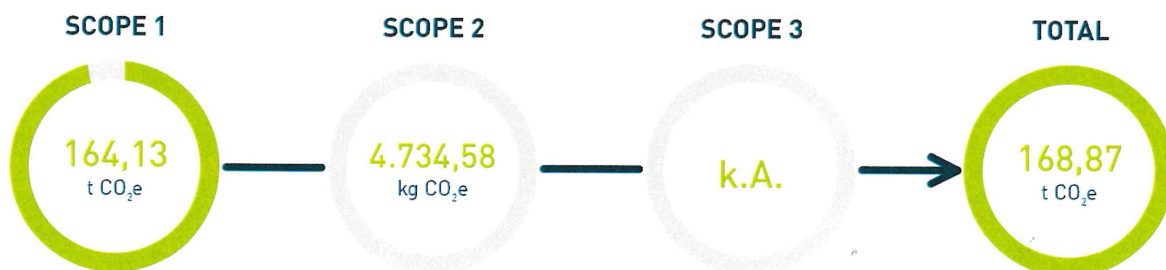 SCOPE 1
SCOPE 2
SCOPE 3
TOTAL
164,13
t CO₂e
4.734,58
kg CO₂e
k.A.
168,87
t CO₂e